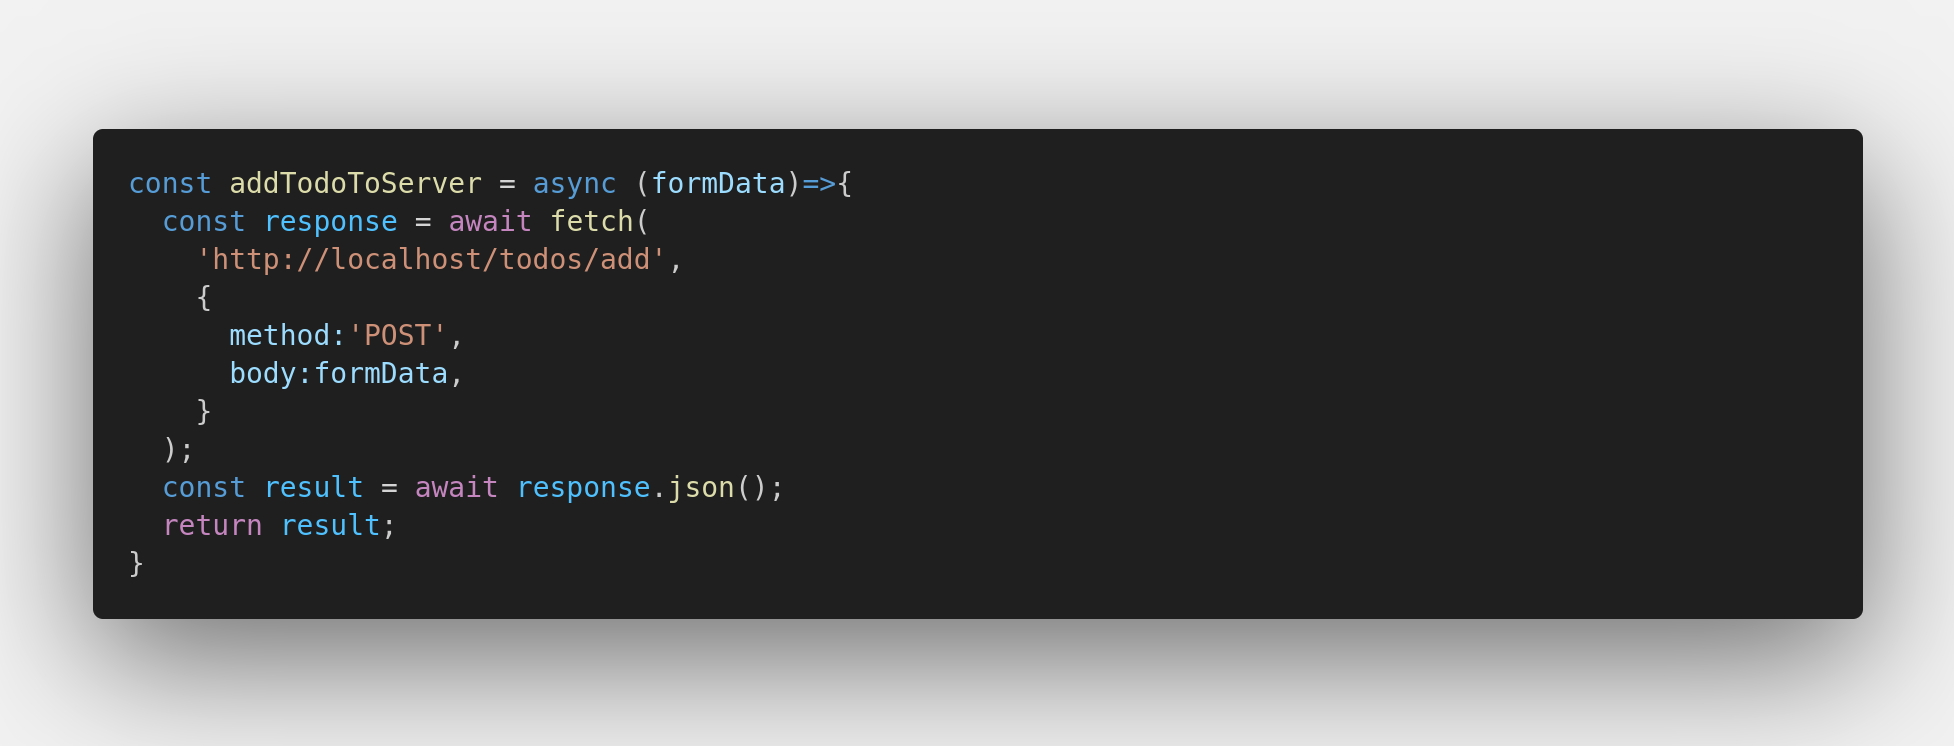 const addTodoToServer = async (formData)=>{
  const response = await fetch(
    'http://localhost/todos/add',
    {
      method:'POST',
      body:formData,
    }
  );
  const result = await response.json();
  return result;
}